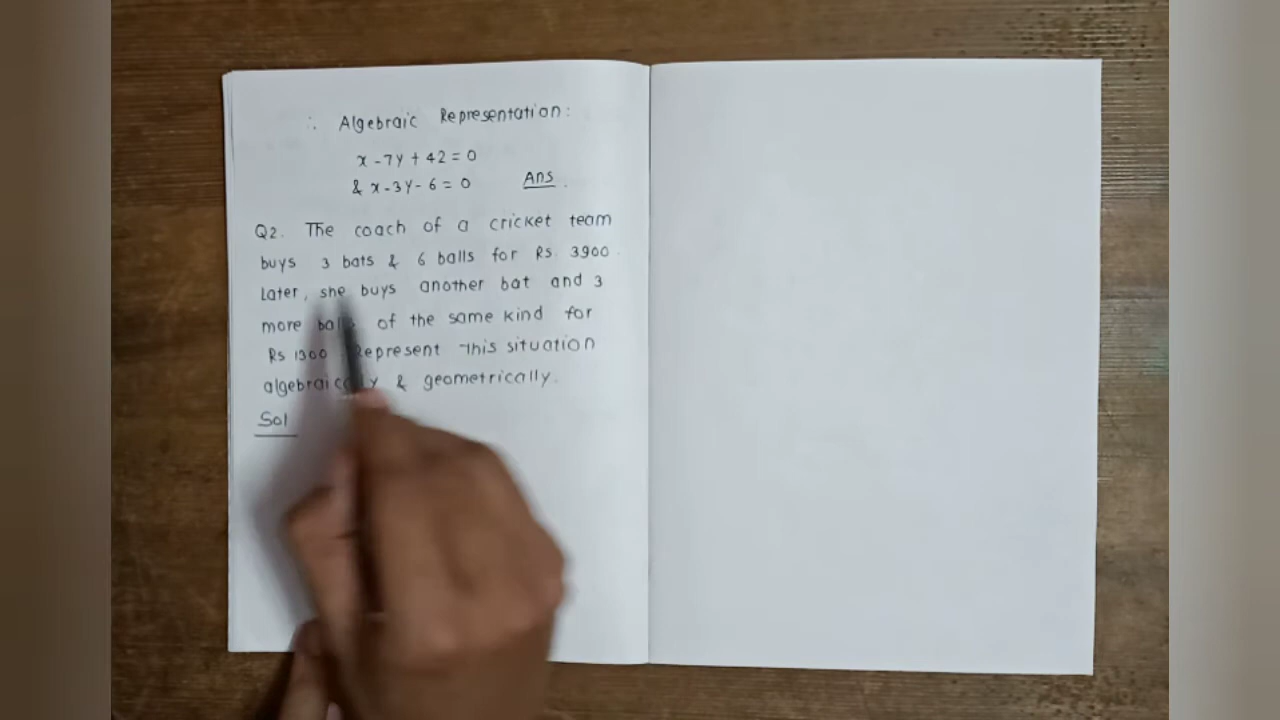 ∴ Algebraic Representation:
x - 7y + 42 = 0
& x - 3y - 6 = 0 Ans.
Q2. The coach of a cricket team
buys 3 bats & 6 balls for Rs 3900.
Later, she buys another bat and 3
more balls of the same kind for
Rs 1300. Represent This situation
algebraically & geometrically.
Sol